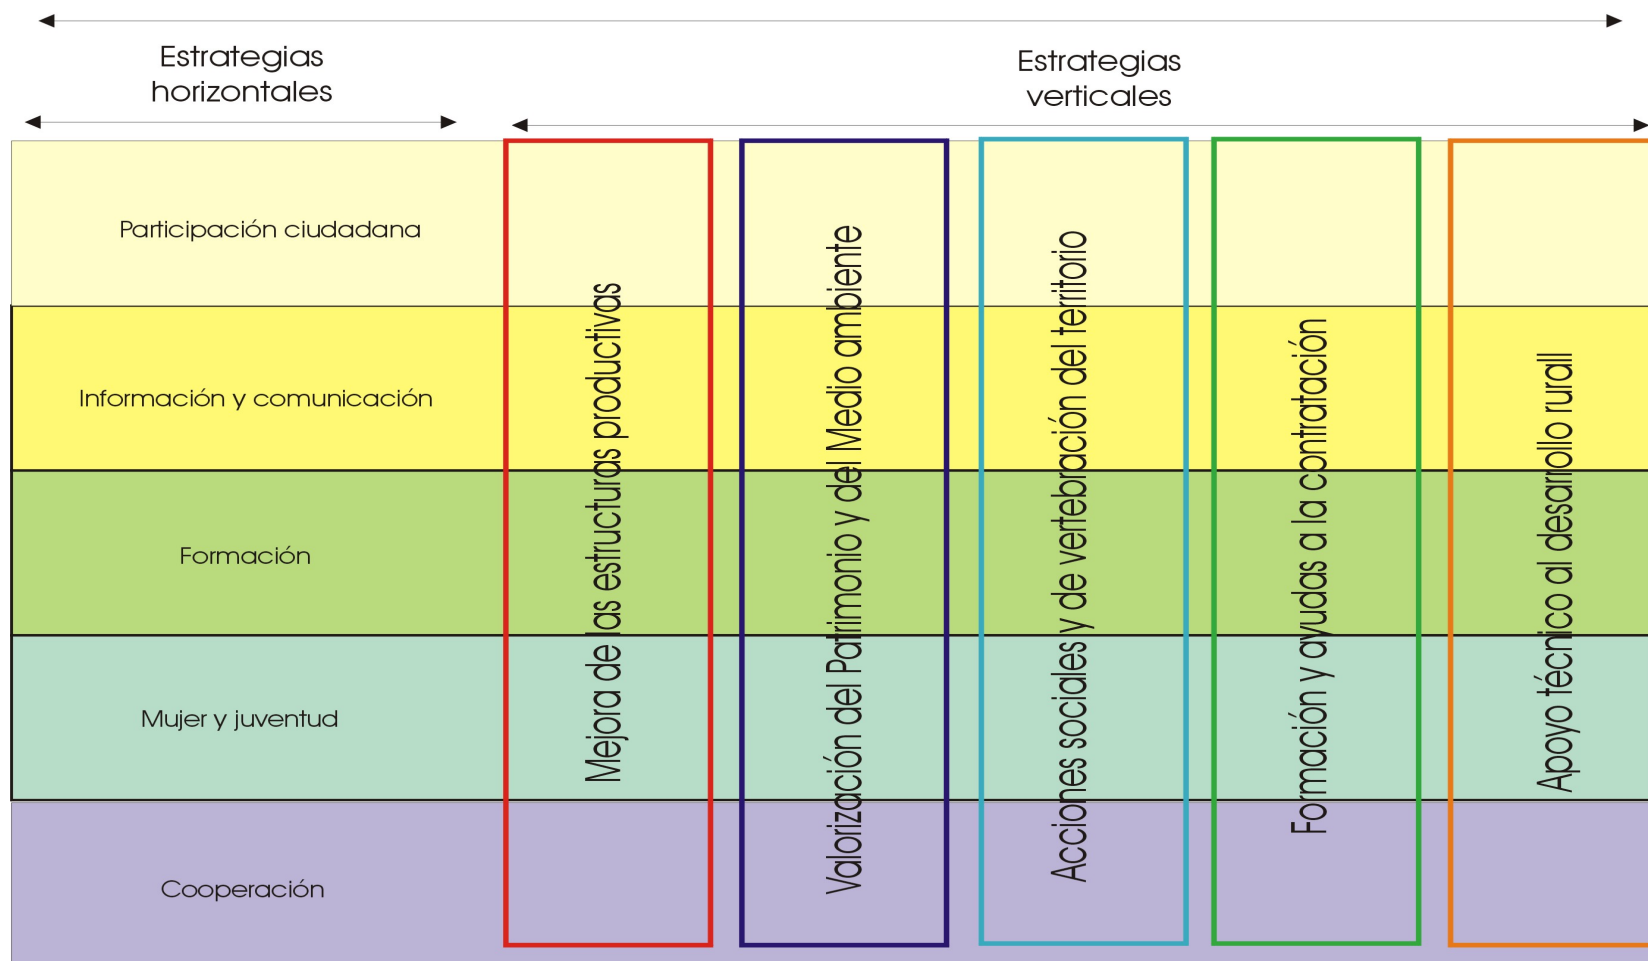 Estrategias
horizontales
Estrategias
verticales
Participación ciudadana
Información y comunicación
Formación
Mujer y juventud
Cooperación
Mejora de las estructuras productivas
Valorización del Patrimonio y del Medio ambiente
Acciones sociales y de vertebración del territorio
Formación y ayudas a la contratación
Apoyo técnico al desarrollo rurall